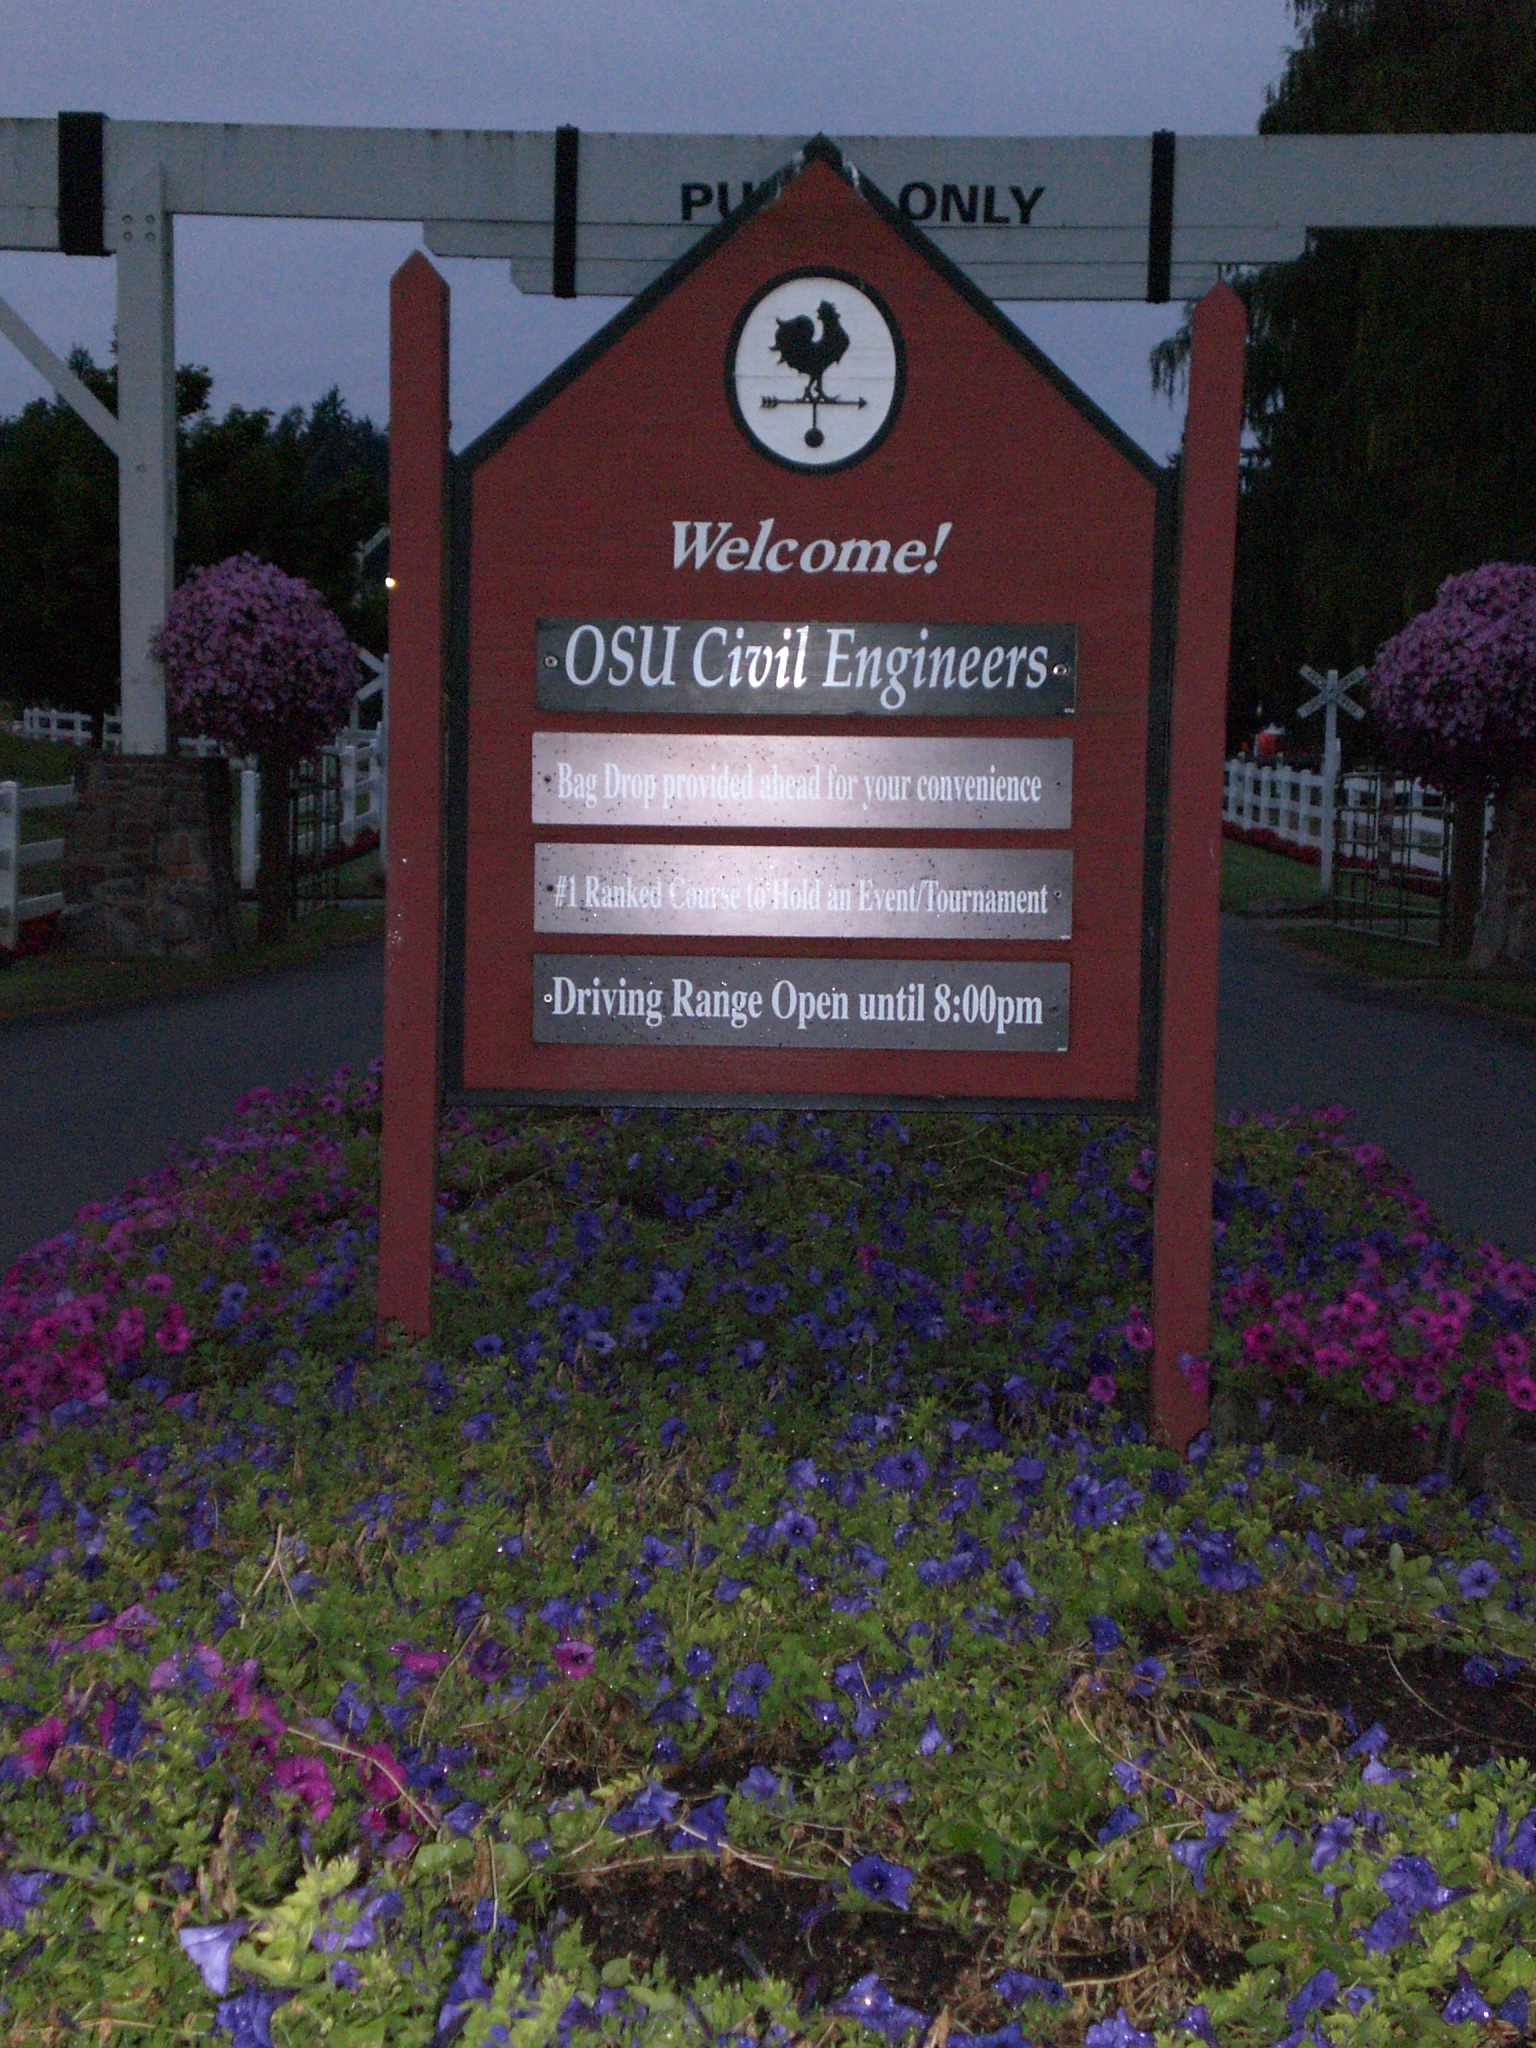 ONLY
Welcome!
OSU Civil Engineers
Bag Drop provided ahead for your convenience
#1 Ranked Course to Hold an Event/Tournament
Driving Range Open until 8:00pm